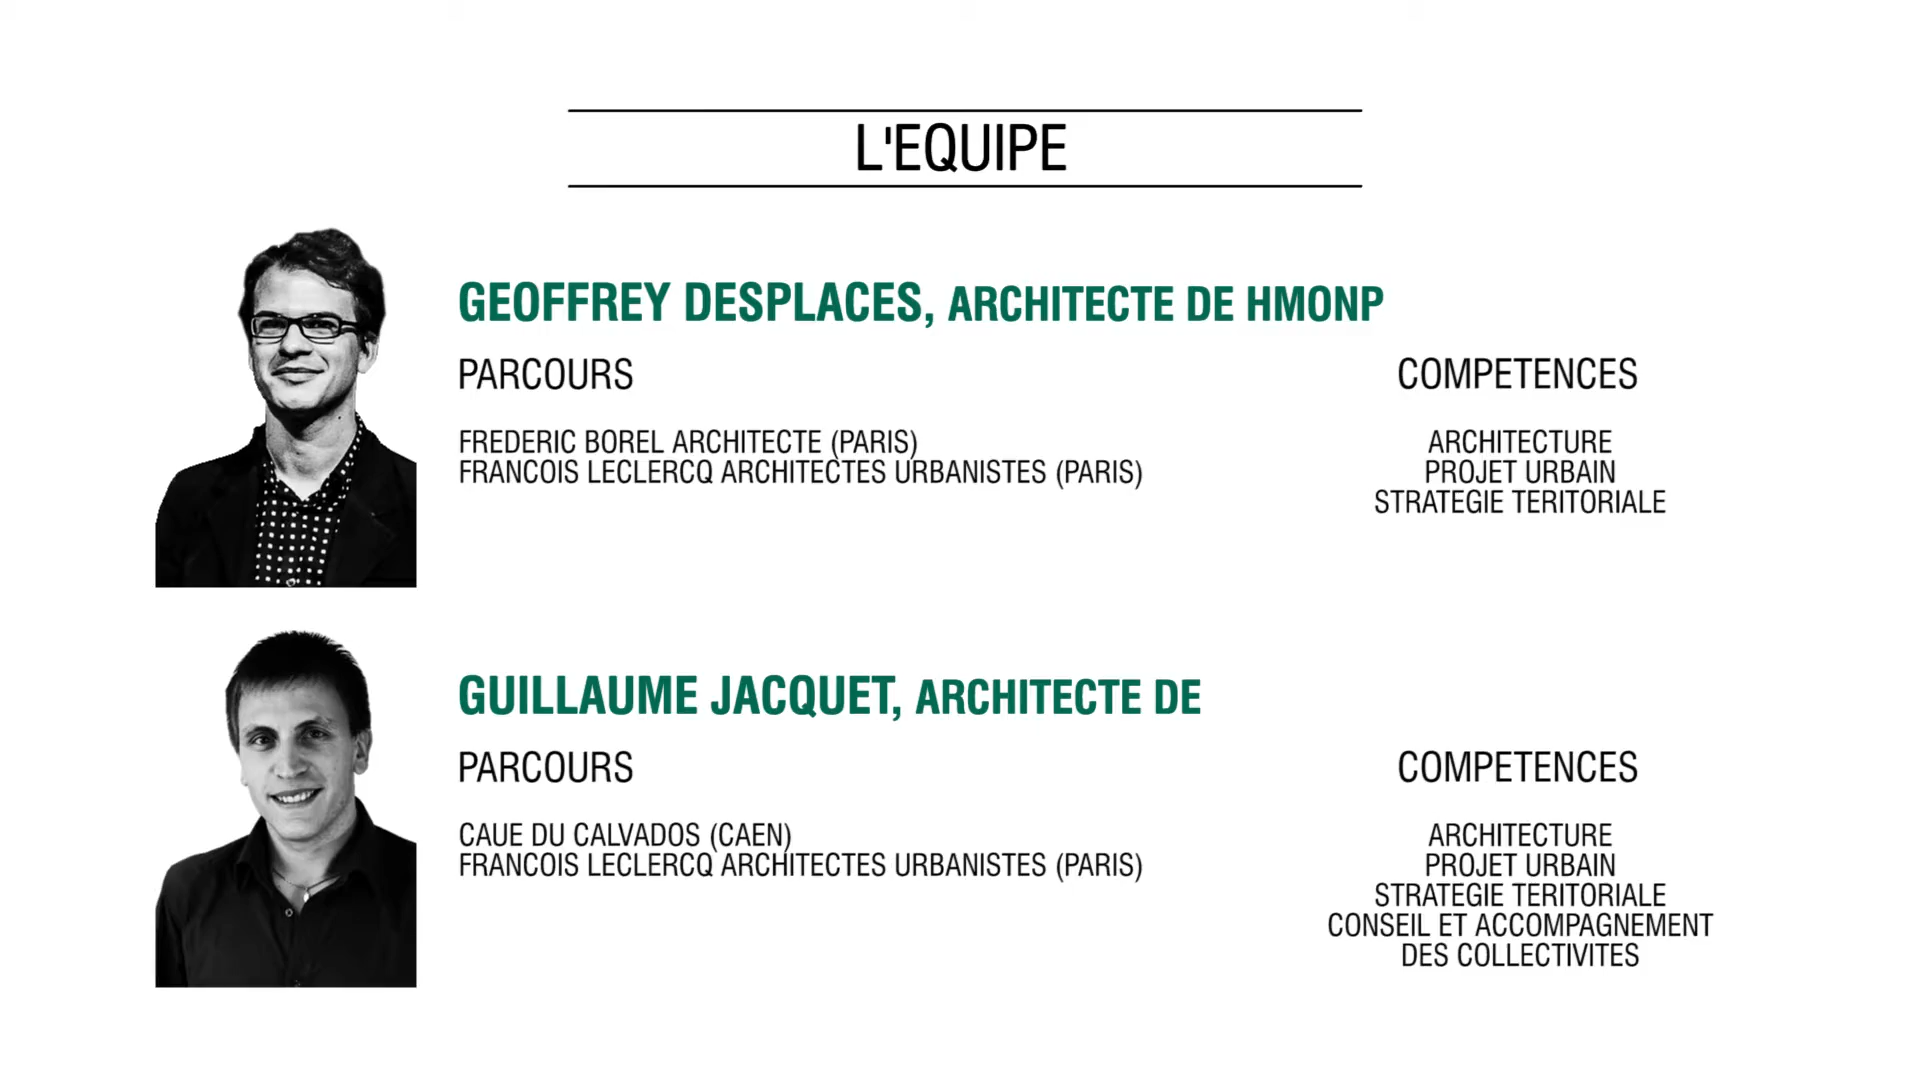 L'EQUIPE
GEOFFREY DESPLACES, ARCHITECTE DE HMONP
PARCOURS
COMPETENCES
FREDERIC BOREL ARCHITECTE (PARIS)
FRANCOIS LECLERCQ ARCHITECTES URBANISTES (PARIS)
ARCHITECTURE
PROJET URBAIN
STRATEGIE TERITORIALE
GUILLAUME JACQUET, ARCHITECTE DE
PARCOURS
COMPETENCES
CAUE DU CALVADOS (CAEN)
FRANCOIS LECLERCQ ARCHITECTES URBANISTES (PARIS)
ARCHITECTURE
PROJET URBAIN
STRATEGIE TERITORIALE
CONSEIL ET ACCOMPAGNEMENT
DES COLLECTIVITES